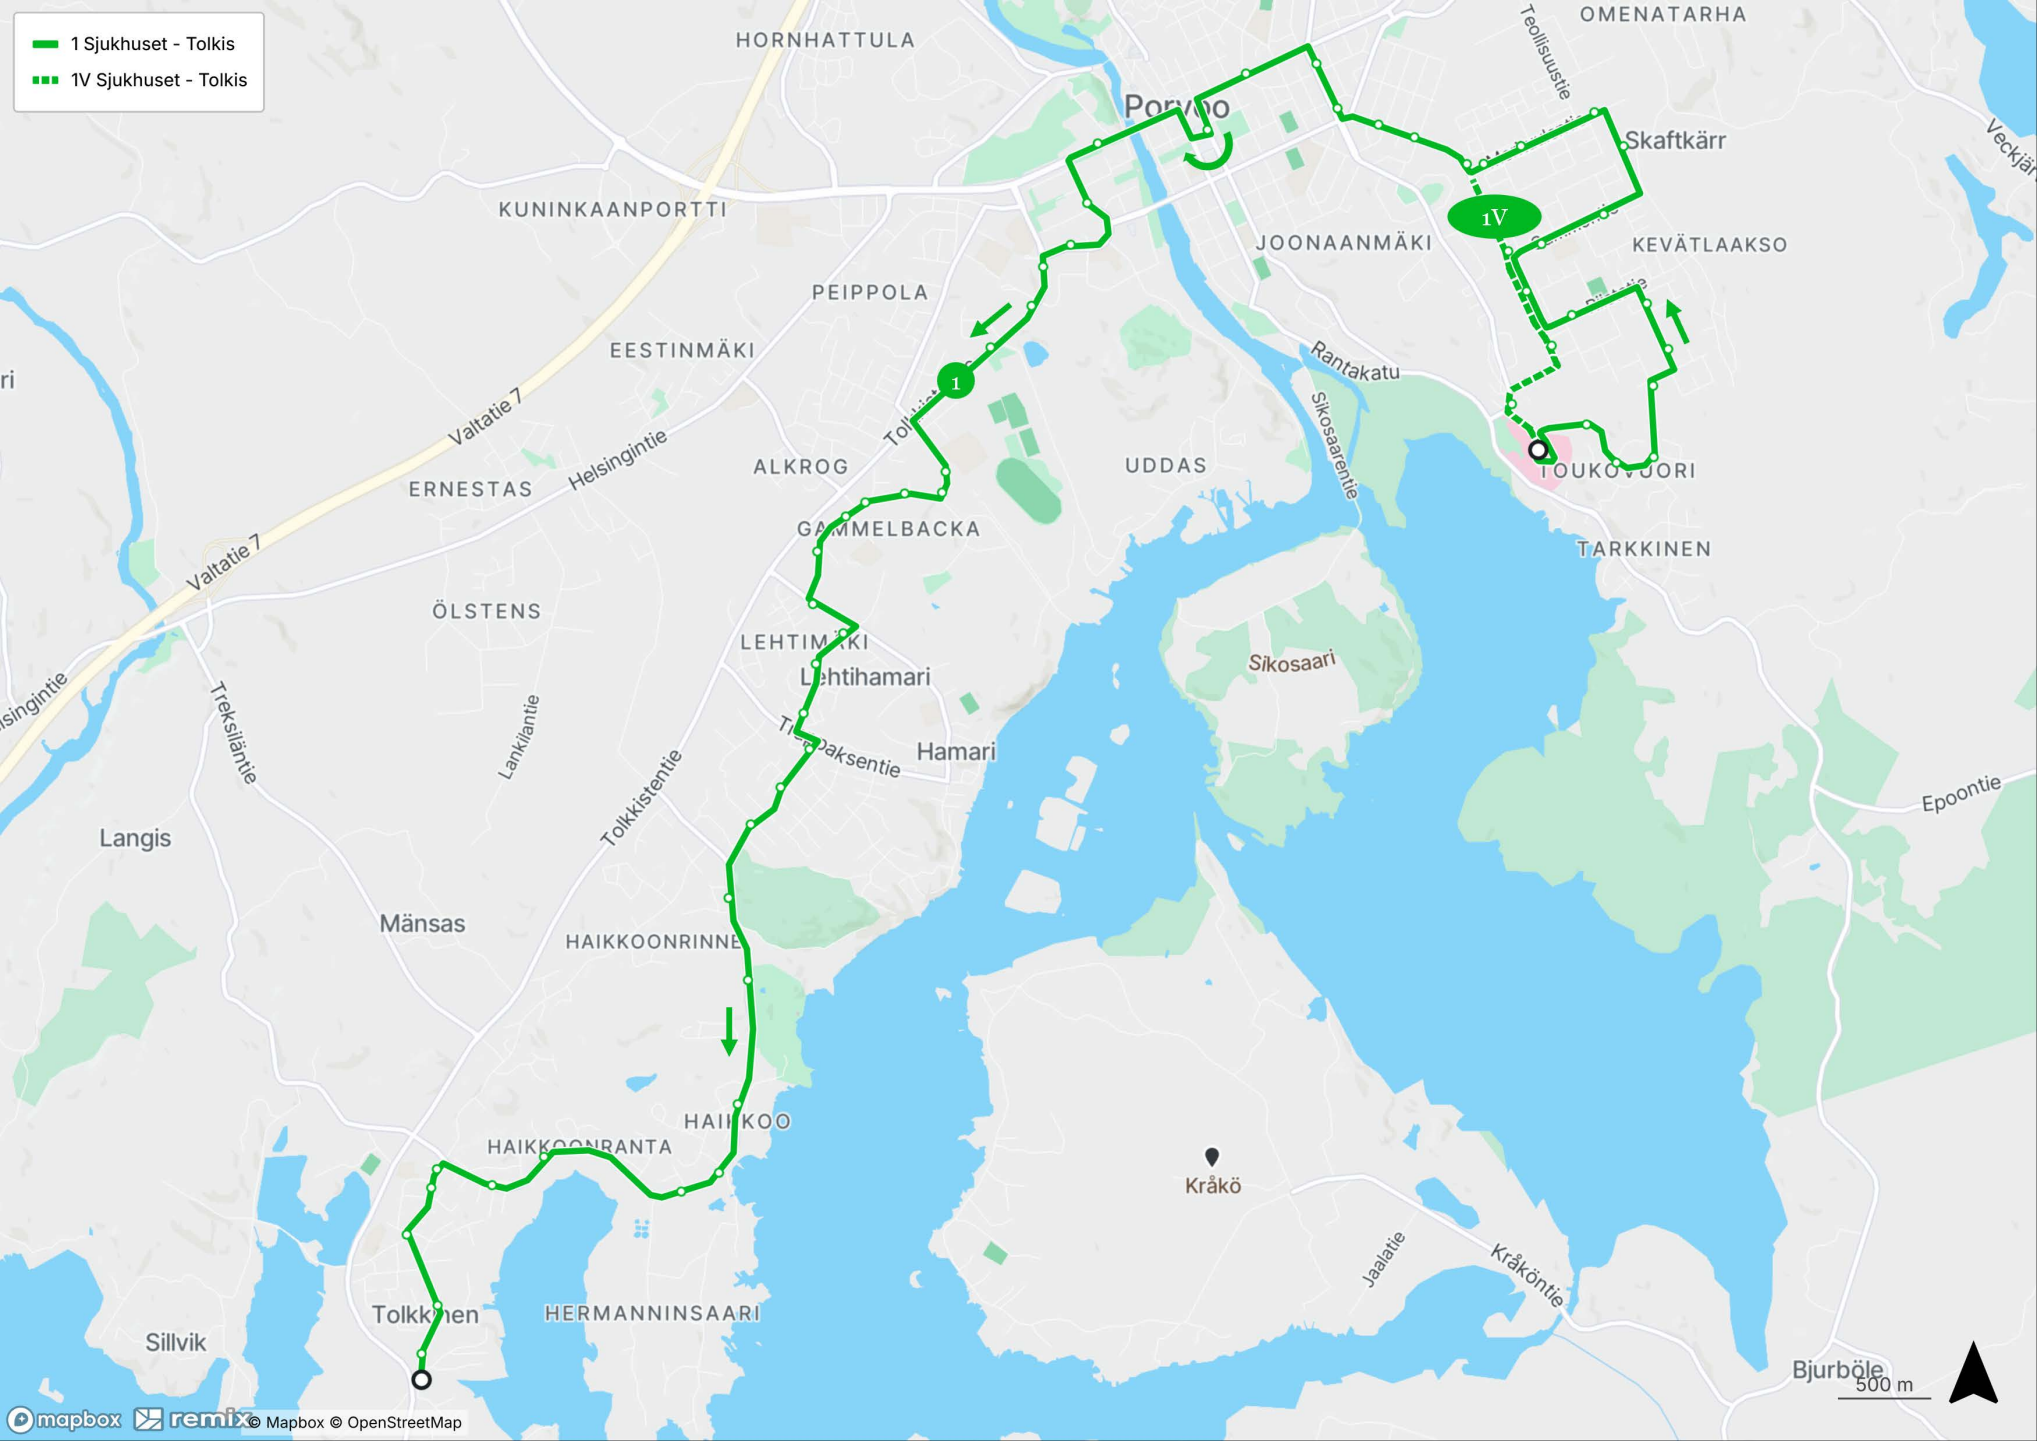 1 Sjukhuset - Tolkis
1V Sjukhuset - Tolkis
OMENATARHA
HORNHATTULA
Teollisuustie
Porvoo
Skaftkärr
KUNINKAANPORTTI
1V
JOONAANMÄKI
KEVÄTLAAKSO
PEIPPOLA
EESTINMÄKI
Rantakatu
Valtatie 7
1
Sikosaarentie
Helsingintie
ALKROG
UDDAS
TOUKOVUORI
ERNESTAS
GAMMELBACKA
TARKKINEN
Valtatie 7
ÖLSTENS
LEHTIMÄKI
Sikosaari
Lehtihamari
Treksiläntie
Lankilantie
Hamari
Tolkkistentie
Epoontie
Langis
Mänsas
HAIKKOONRINNE
HAIKKOO
HAIKKOONRANTA
Kråkö
Jaalatie
Kråköntie
Tolkkinen
HERMANNINSAARI
Sillvik
Bjurböle
500 m
mapbox remix © Mapbox © OpenStreetMap